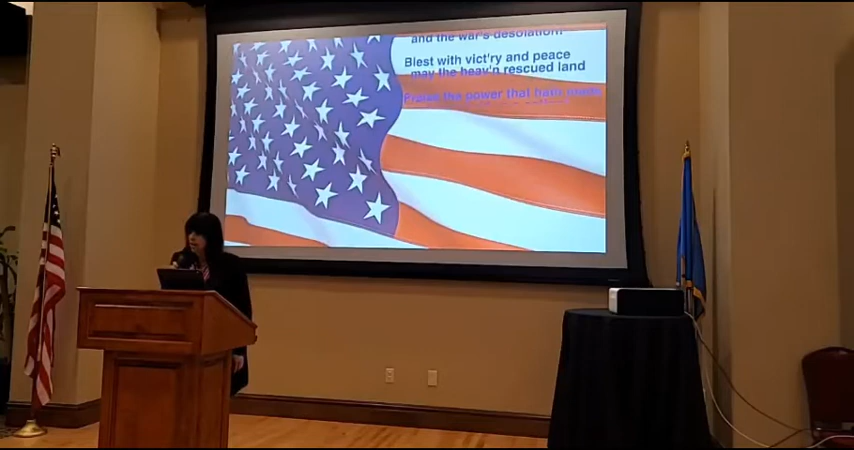 and the war's desolation!
Blest with vict'ry and peace
may the heav'n rescued land
Praise the power that hath made